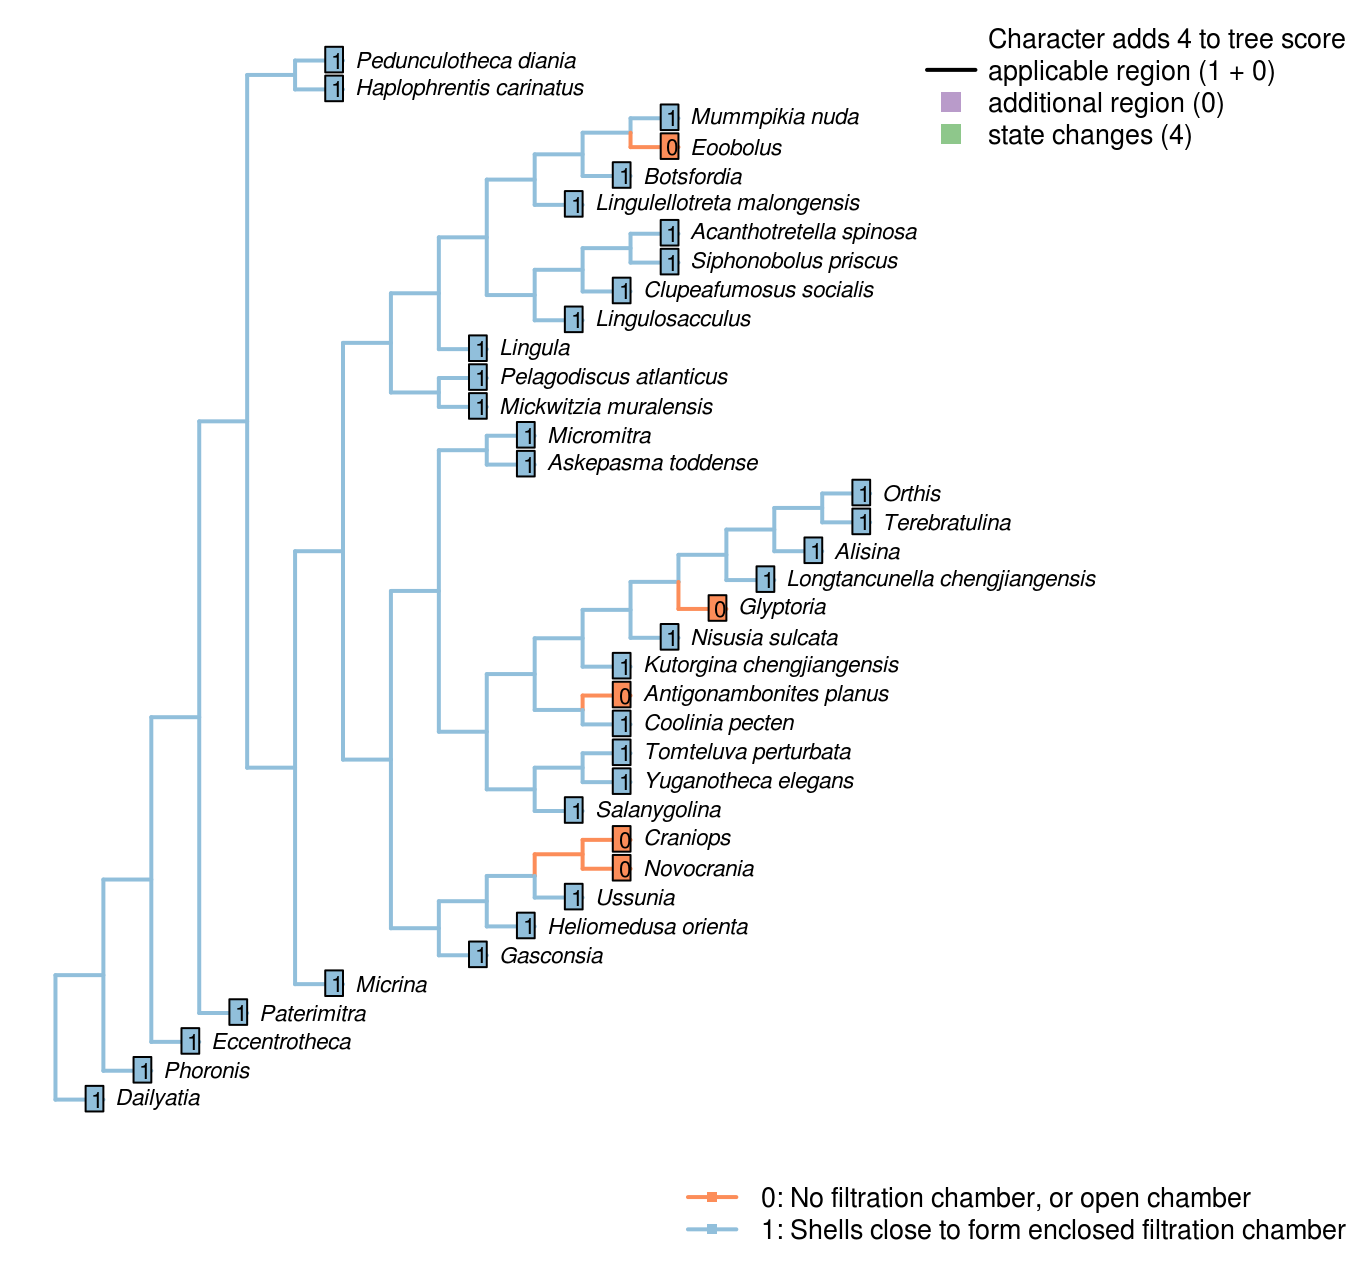 Character adds 4 to tree score
applicable region (1 + 0)
additional region (0)
state changes (4)
1 Pedunculotheca diania
1 Haplophrentis carinatus
1 Mummpikia nuda
0 Eoobolus
1 Botsfordia
1 Lingulellotreta malongensis
1 Acanthotretella spinosa
1 Siphonobolus priscus
1 Clupeafumosus socialis
1 Lingulosacculus
1 Lingula
1 Pelagodiscus atlanticus
1 Mickwitzia muralensis
1 Micromitra
1 Askepasma toddense
1 Orthis
1 Terebratulina
1 Alisina
1 Longtancunella chengjiangensis
0 Glyptoria
1 Nisusia sulcata
1 Kutorgina chengjiangensis
0 Antigonambonites planus
1 Coolinia pecten
1 Tomteluva perturbata
1 Yuganotheca elegans
1 Salanygolina
0 Craniops
0 Novocrania
1 Ussunia
1 Heliomedusa orienta
1 Gasconsia
1 Micrina
1 Paterimitra
1 Eccentrotheca
1 Phoronis
1 Dailyatia
0: No filtration chamber, or open chamber
1: Shells close to form enclosed filtration chamber